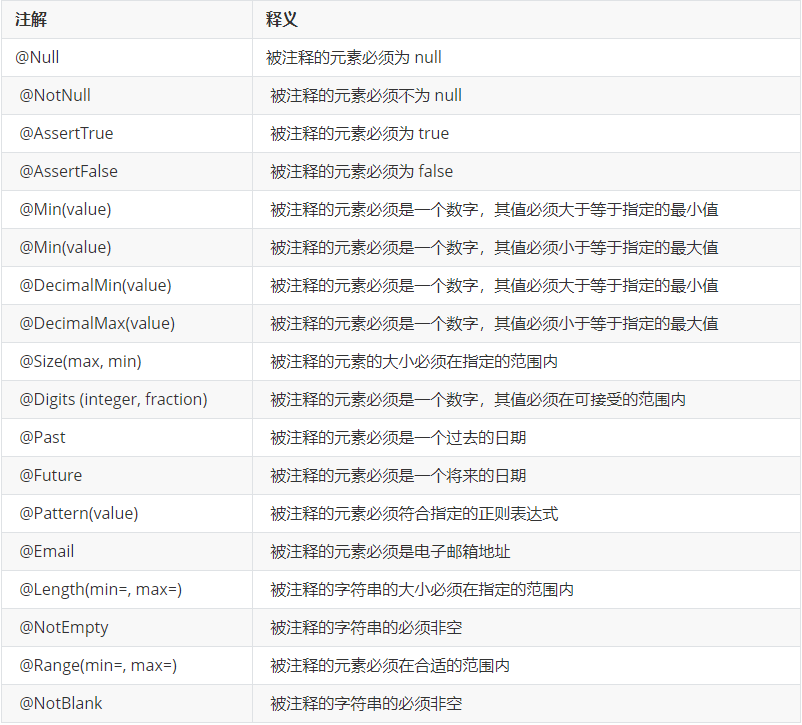 注解 释义
@Null 被注释的元素必须为 null
@NotNull 被注释的元素必须不为 null
@AssertTrue 被注释的元素必须为 true
@AssertFalse 被注释的元素必须为 false
@Min(value) 被注释的元素必须是一个数字，其值必须大于等于指定的最小值
@Min(value) 被注释的元素必须是一个数字，其值必须小于等于指定的最大值
@DecimalMin(value) 被注释的元素必须是一个数字，其值必须大于等于指定的最小值
@DecimalMax(value) 被注释的元素必须是一个数字，其值必须小于等于指定的最大值
@Size(max, min) 被注释的元素的大小必须在指定的范围内
@Digits (integer, fraction) 被注释的元素必须是一个数字，其值必须在可接受的范围内
@Past 被注释的元素必须是一个过去的日期
@Future 被注释的元素必须是一个将来的日期
@Pattern(value) 被注释的元素必须符合指定的正则表达式
@Email 被注释的元素必须是电子邮箱地址
@Length(min=, max=) 被注释的字符串的大小必须在指定的范围内
@NotEmpty 被注释的字符串的必须非空
@Range(min=, max=) 被注释的元素必须在合适的范围内
@NotBlank 被注释的字符串的必须非空